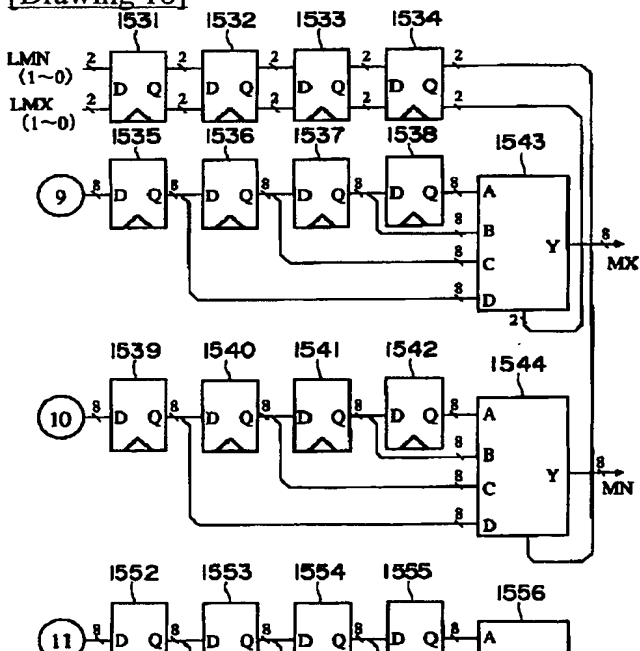 1531 1532 1533 1534
LMN 2 2 2 2 2
(1~0) D Q D Q D Q D Q
LMX 2 2 2 2 2
(1~0)
1535 1536 1537 1538 1543
9 8 D Q 8 D Q 8 D Q 8 D Q 8 A
8 B
Y 8
8 C MX
8 D
2
1539 1540 1541 1542 1544
10 8 D Q 8 D Q 8 D Q 8 D Q 8 A
8 B
Y 8
8 C MN
8 D
1552 1553 1554 1555 1556
11 8 D Q 8 D Q 8 D Q 8 D Q 8 A